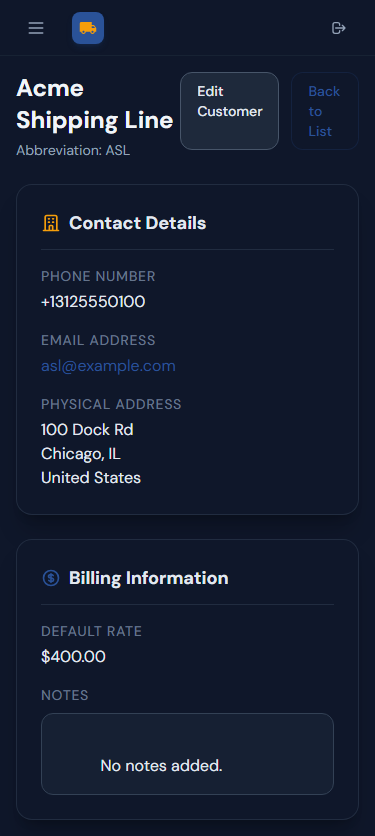 Acme
Shipping Line
Abbreviation: ASL
Edit
Customer
Back
to
List
Contact Details
PHONE NUMBER
+13125550100
EMAIL ADDRESS
asl@example.com
PHYSICAL ADDRESS
100 Dock Rd
Chicago, IL
United States
Billing Information
DEFAULT RATE
$400.00
NOTES
No notes added.